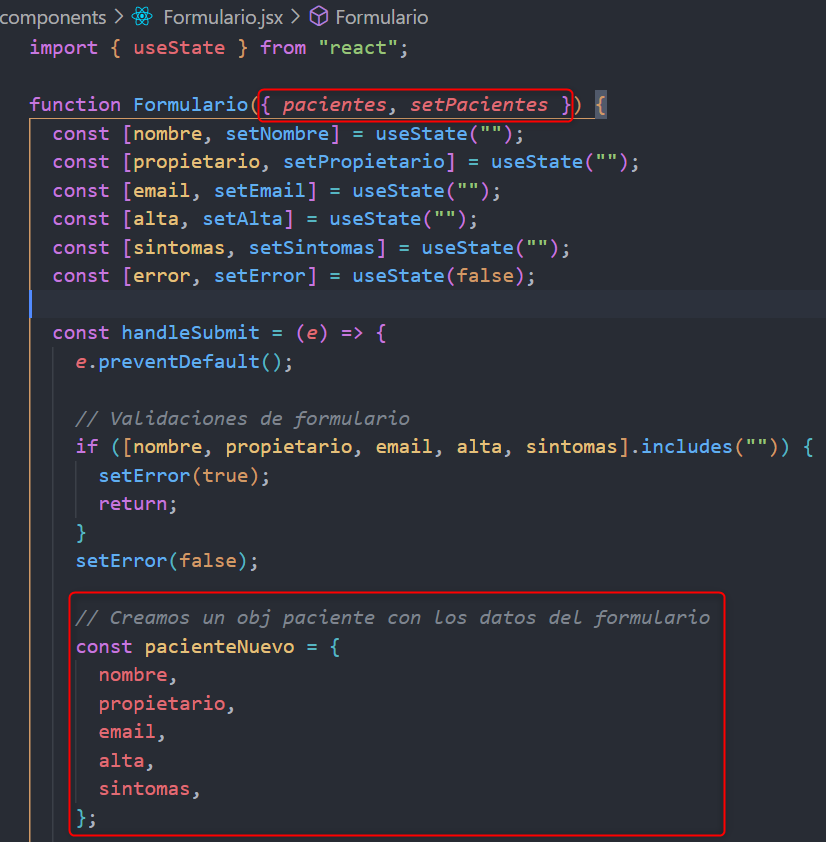 components > Formulario.jsx > Formulario
import { useState } from "react";
function Formulario({ pacientes, setPacientes }) {
const [nombre, setNombre] = useState("");
const [propietario, setPropietario] = useState("");
const [email, setEmail] = useState("");
const [alta, setAlta] = useState("");
const [sintomas, setSintomas] = useState("");
const [error, setError] = useState(false);
const handleSubmit = (e) => {
e.preventDefault();
// Validaciones de formulario
if ([nombre, propietario, email, alta, sintomas].includes("")) {
setError(true);
return;
}
setError(false);
// Creamos un obj paciente con los datos del formulario
const pacienteNuevo = {
nombre,
propietario,
email,
alta,
sintomas,
};